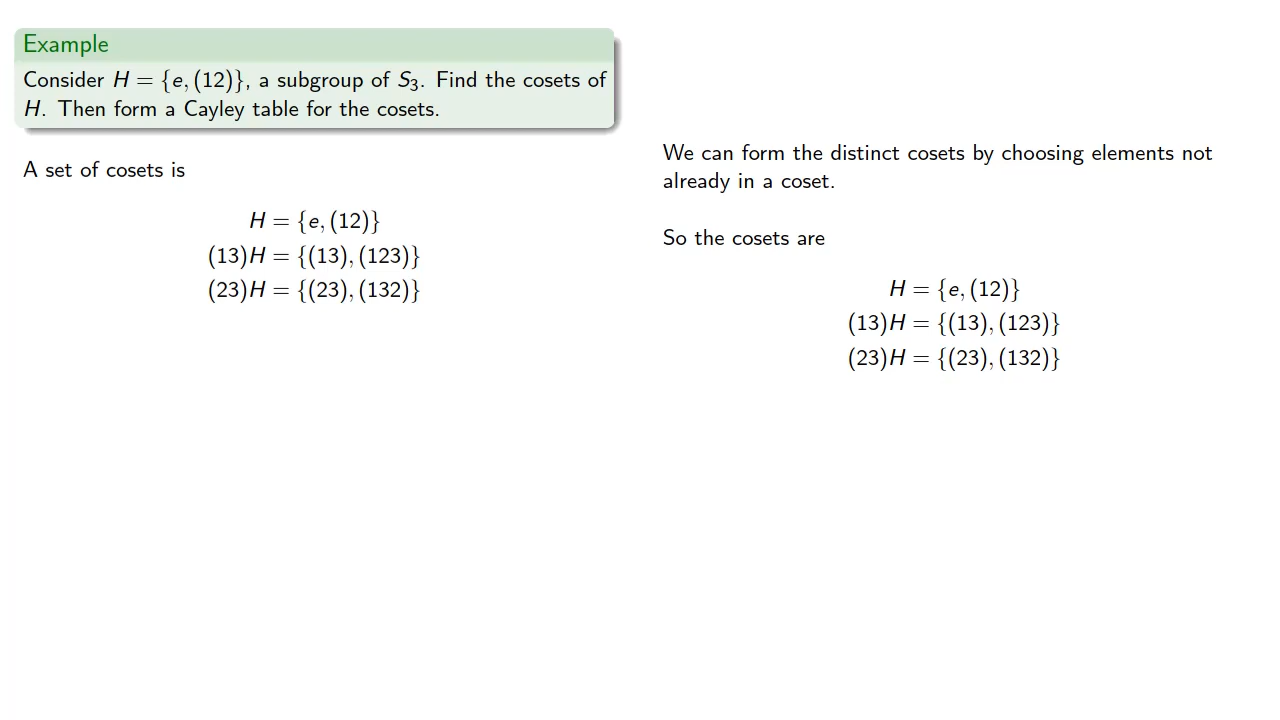 Example
Consider H = {e, (12)}, a subgroup of S₃. Find the cosets of
H. Then form a Cayley table for the cosets.
A set of cosets is
H = {e, (12)}
(13)H = {(13), (123)}
(23)H = {(23), (132)}
We can form the distinct cosets by choosing elements not
already in a coset.
So the cosets are
H = {e, (12)}
(13)H = {(13), (123)}
(23)H = {(23), (132)}